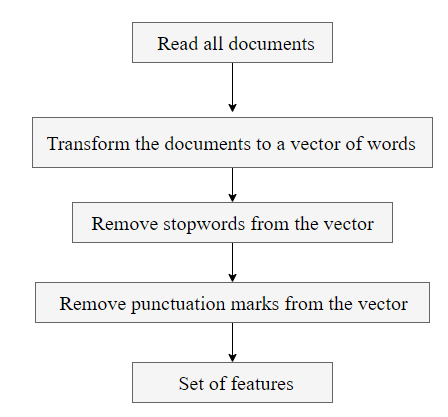 Read all documents
Transform the documents to a vector of words
Remove stopwords from the vector
Remove punctuation marks from the vector
Set of features